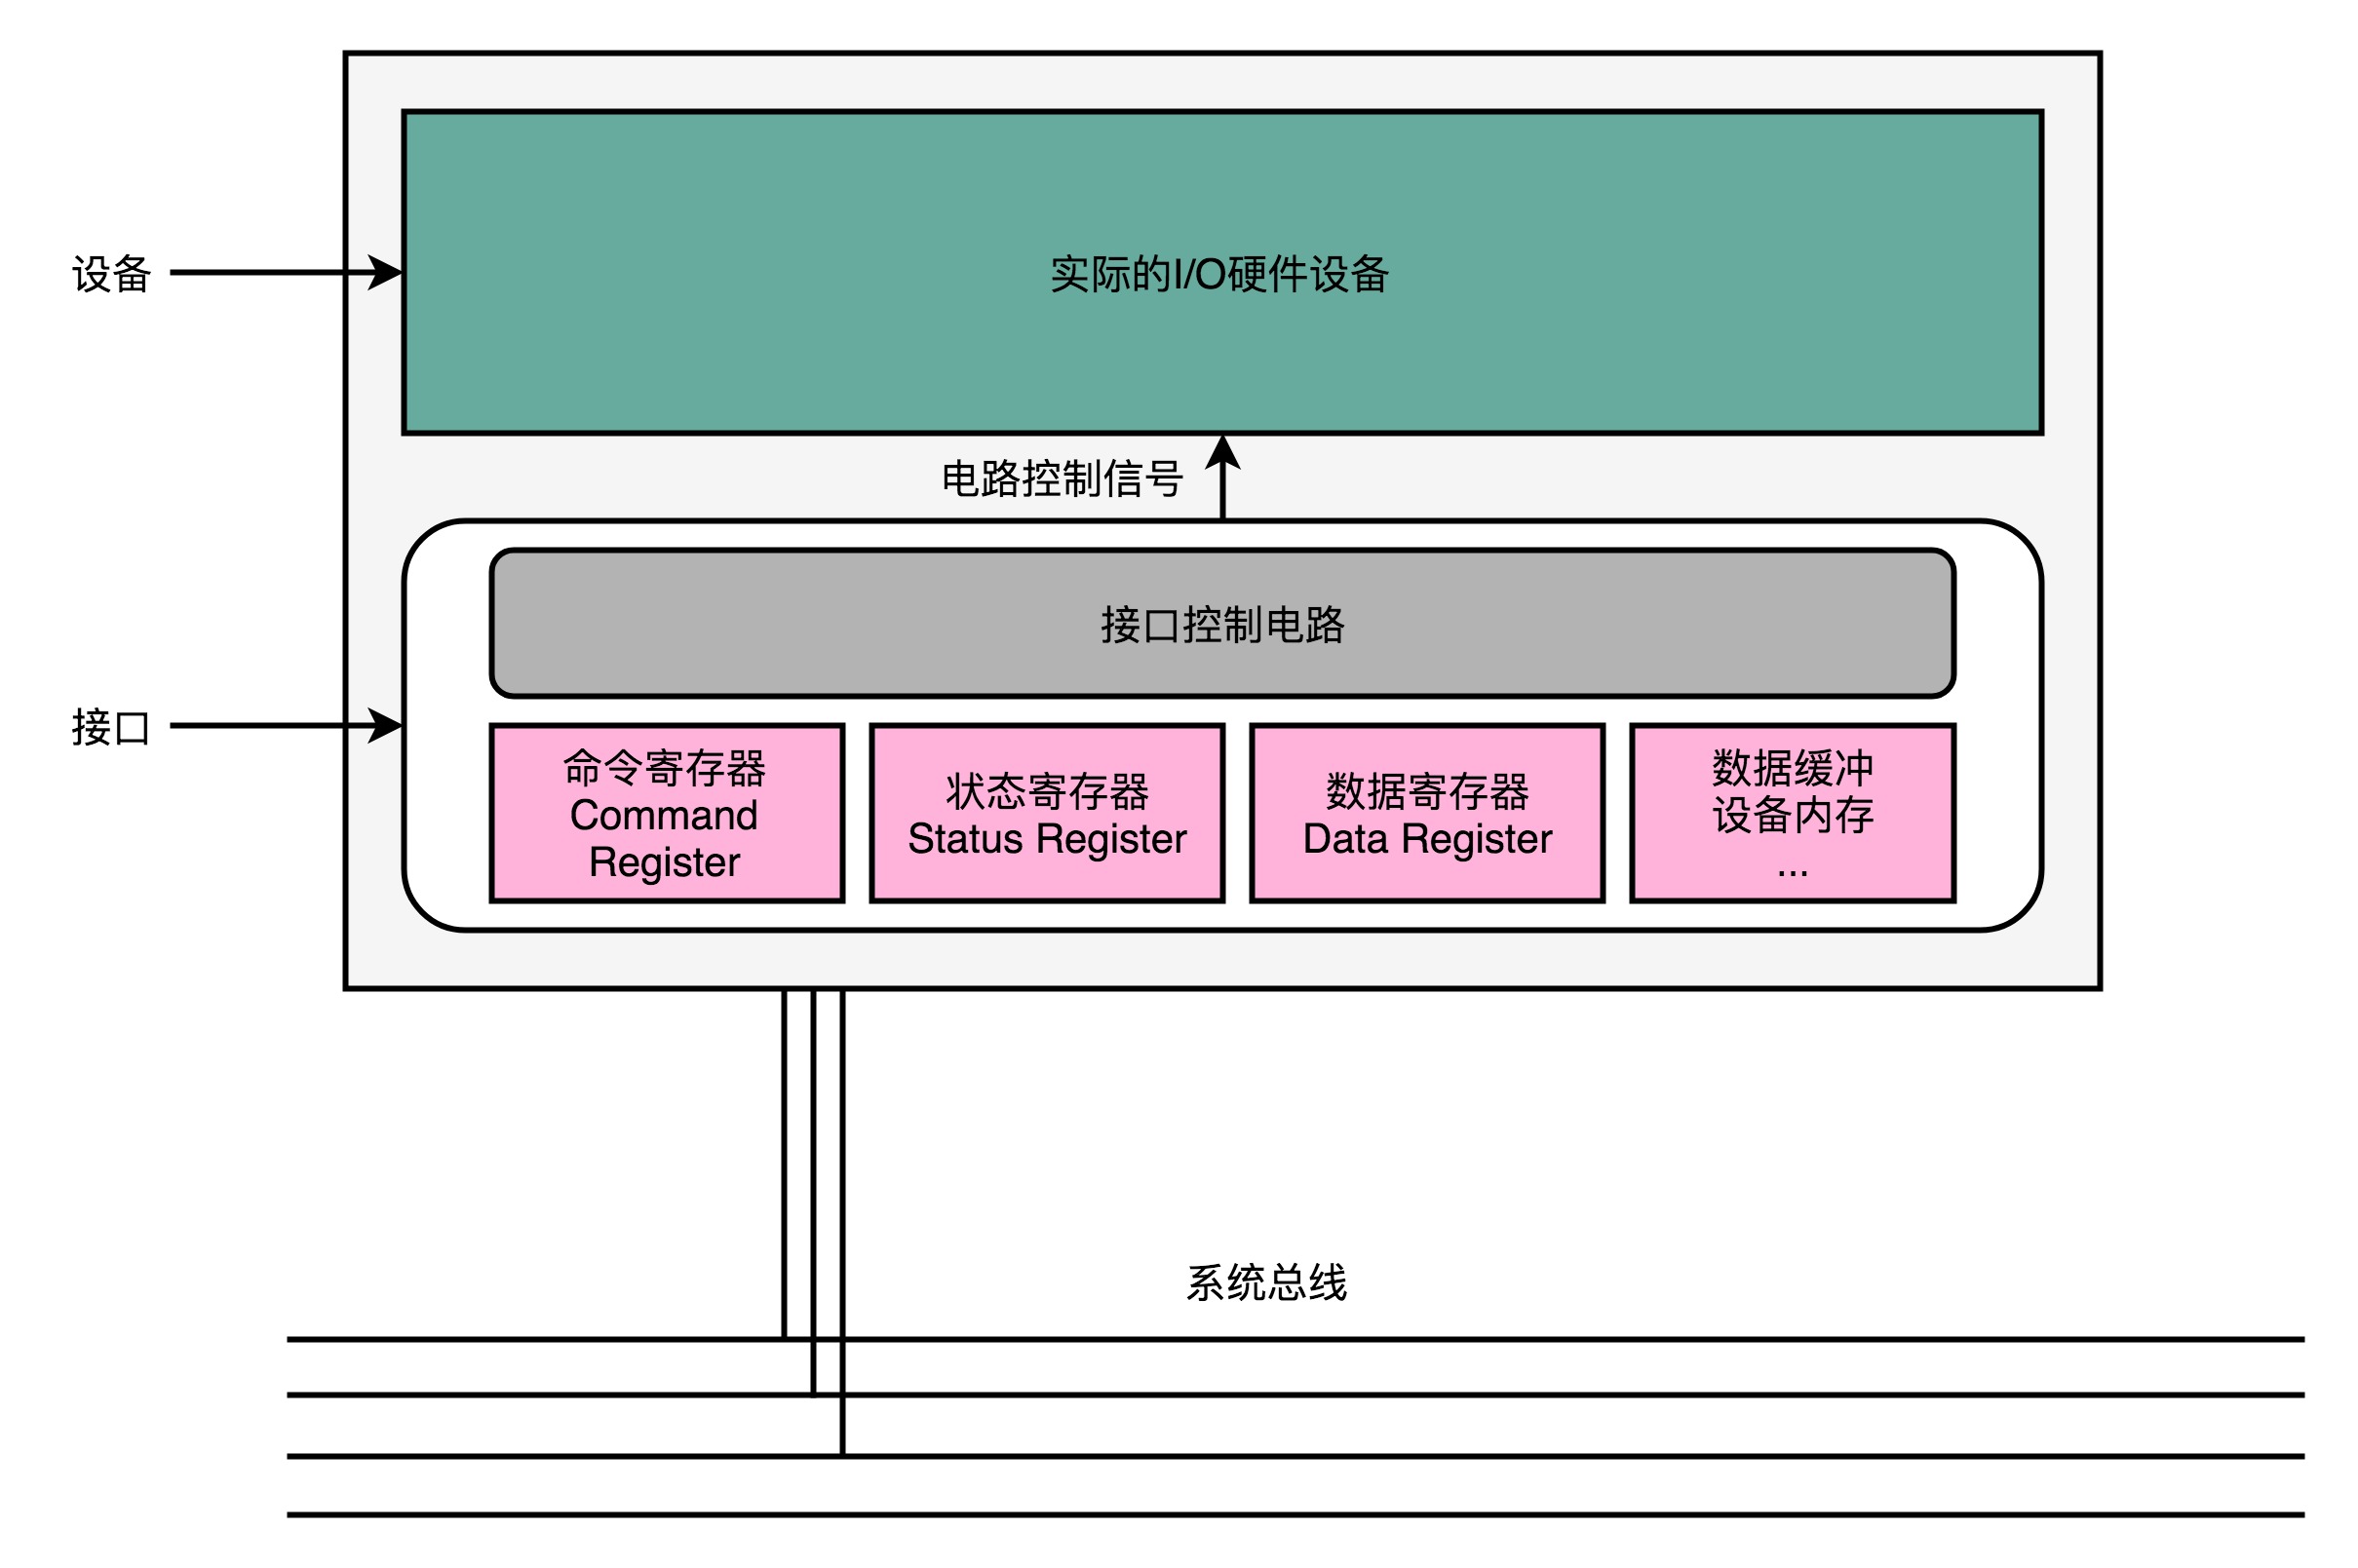 设备
实际的I/O硬件设备
电路控制信号
接口控制电路
接口
命令寄存器
Command
Register
状态寄存器
Status Register
数据寄存器
Data Register
数据缓冲
设备内存
...
系统总线